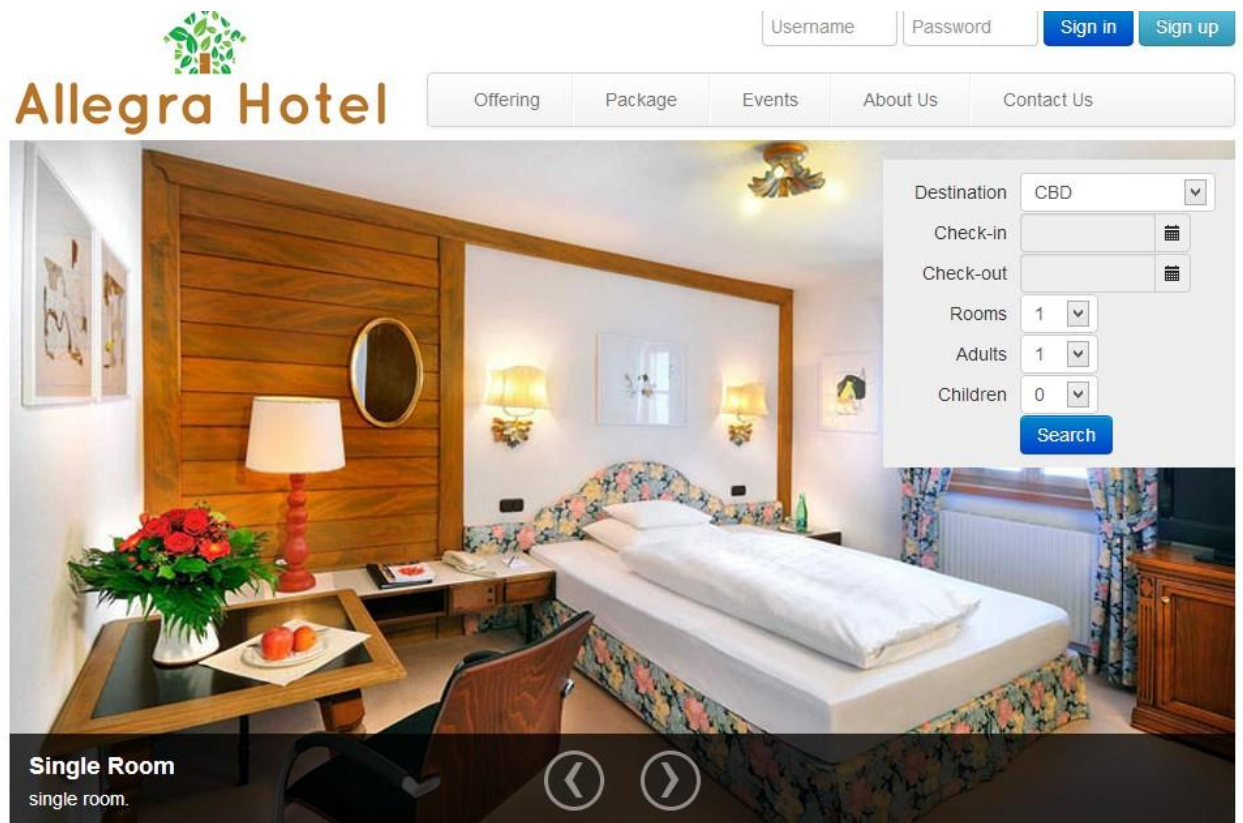 Username Password Sign in Sign up
Allegra Hotel
Offering Package Events About Us Contact Us
Destination CBD
Check-in
Check-out
Rooms 1
Adults 1
Children 0
Search
Single Room
single room.